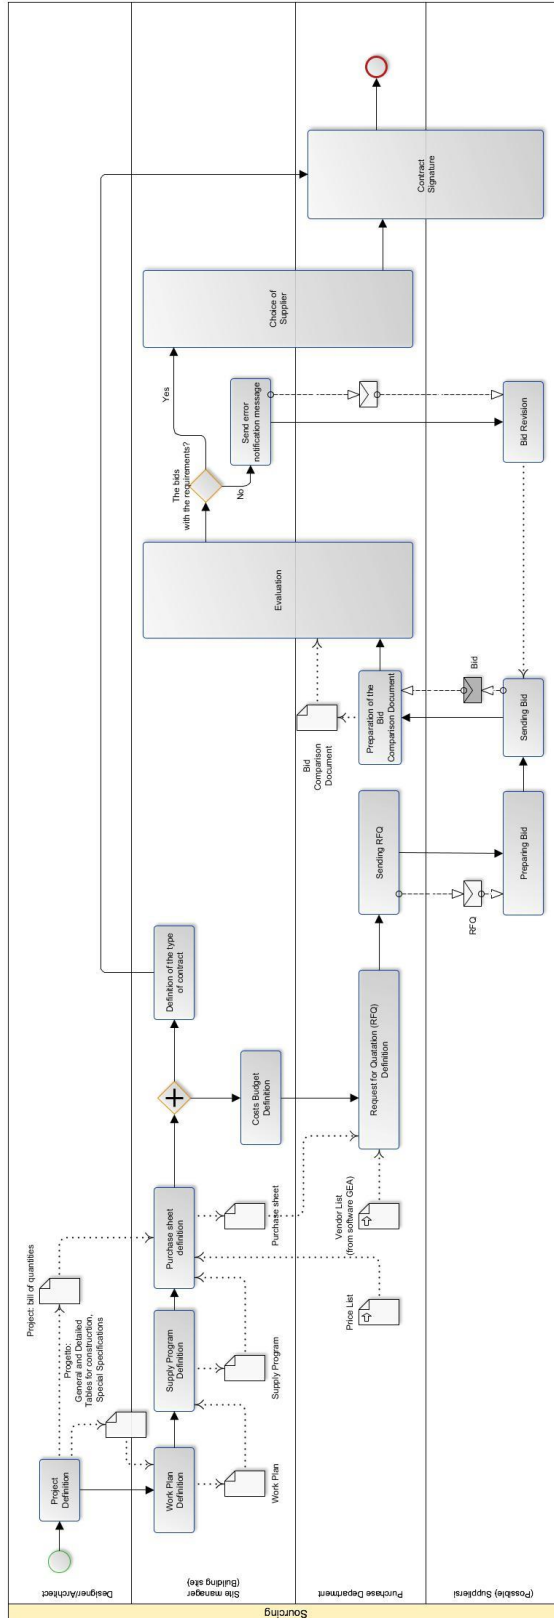 Sourcing
Designer/Architect
Site manager
(Building site)
Purchase Department
(Possible) Suppliersi
Project
Definition
Project: bill of quantities
Progetto:
General and Detailed
Tables for consrruction,
Special Specifications
Work Plan
Definition
Work Plan
Supply Program
Definition
Supply Program
Purchase sheet
definition
Purchase sheet
Price List
Vendor List
(from software GEA)
Costs Budget
Definition
Definition of the type
of contract
Request for Quatation (RFQ)
Definition
Sending RFQ
RFQ
Preparing Bid
Sending Bid
Bid
Preparation of the
Bid
Comparison Document
Bid
Comparison
Document
Evaluation
The bids
with the requirements?
Yes
No
Send error
notification message
Bid Revision
Choice of
Supplier
Contract
Signature